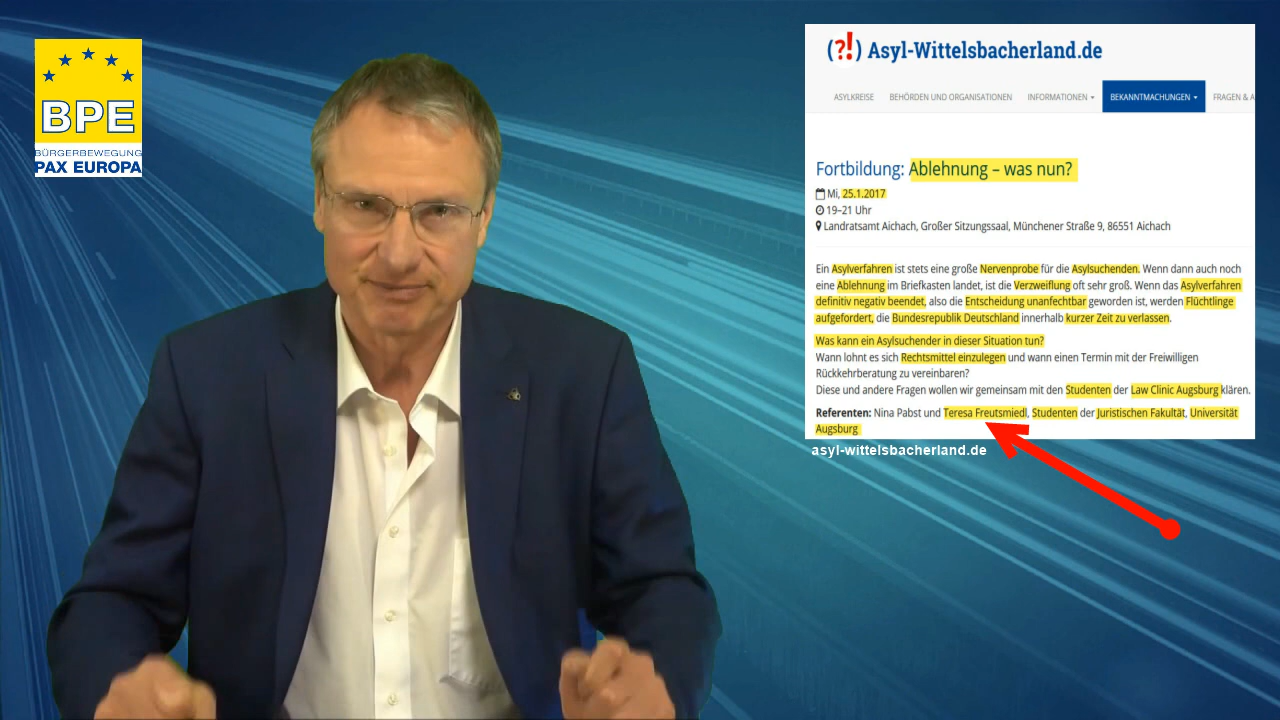 BPE
BÜRGERBEWEGUNG
PAX EUROPA
(?!) Asyl-Wittelsbacherland.de
ASYLKREISE BEHÖRDEN UND ORGANISATIONEN INFORMATIONEN BEKANNTMACHUNGEN FRAGEN & A
Fortbildung: Ablehnung – was nun?
Mi, 25.1.2017
19–21 Uhr
Landratsamt Aichach, Großer Sitzungssaal, Münchener Straße 9, 86551 Aichach
Ein Asylverfahren ist stets eine große Nervenprobe für die Asylsuchenden. Wenn dann auch noch
eine Ablehnung im Briefkasten landet, ist die Verzweiflung oft sehr groß. Wenn das Asylverfahren
definitiv negativ beendet, also die Entscheidung unanfechtbar geworden ist, werden Flüchtlinge
aufgefordert, die Bundesrepublik Deutschland innerhalb kurzer Zeit zu verlassen.
Was kann ein Asylsuchender in dieser Situation tun?
Wann lohnt es sich Rechtsmittel einzulegen und wann einen Termin mit der Freiwilligen
Rückkehrberatung zu vereinbaren?
Diese und andere Fragen wollen wir gemeinsam mit den Studenten der Law Clinic Augsburg klären.
Referenten: Nina Pabst und Teresa Freutsmiedl, Studenten der Juristischen Fakultät, Universität
Augsburg
asyl-wittelsbacherland.de